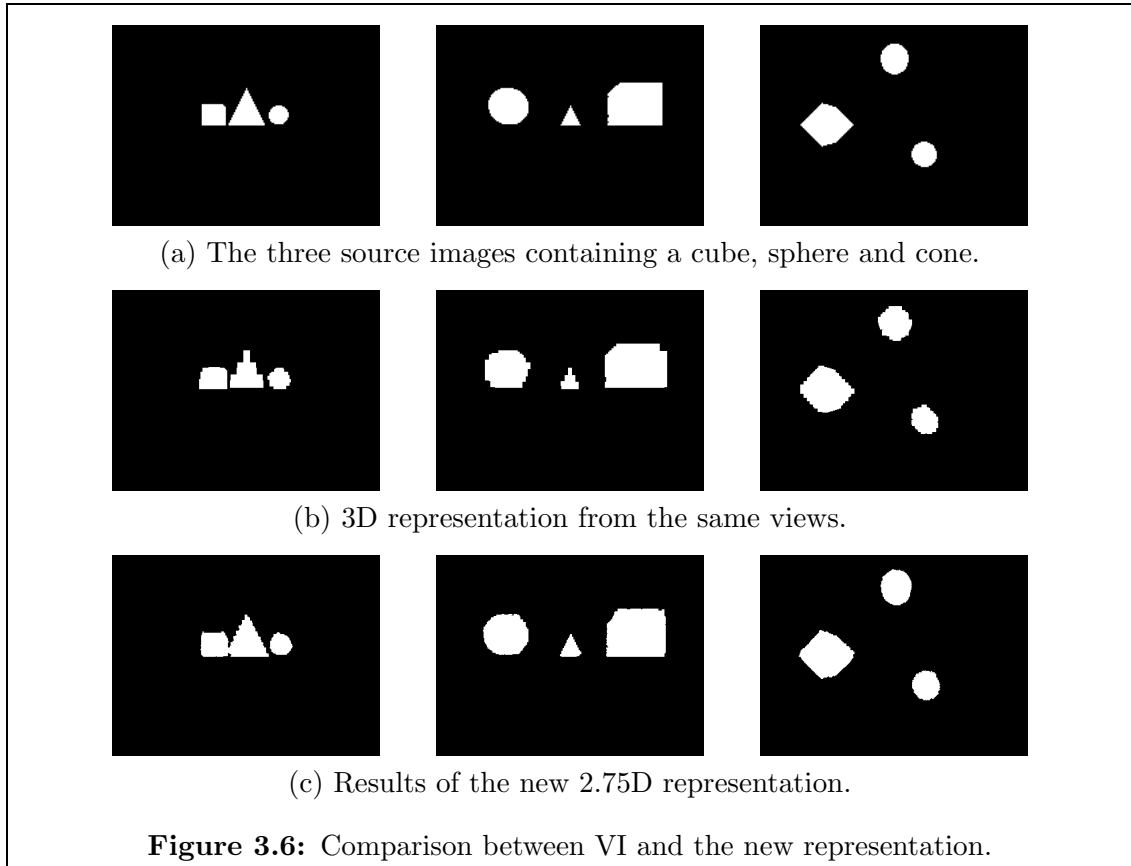 (a) The three source images containing a cube, sphere and cone.
(b) 3D representation from the same views.
(c) Results of the new 2.75D representation.
Figure 3.6: Comparison between VI and the new representation.